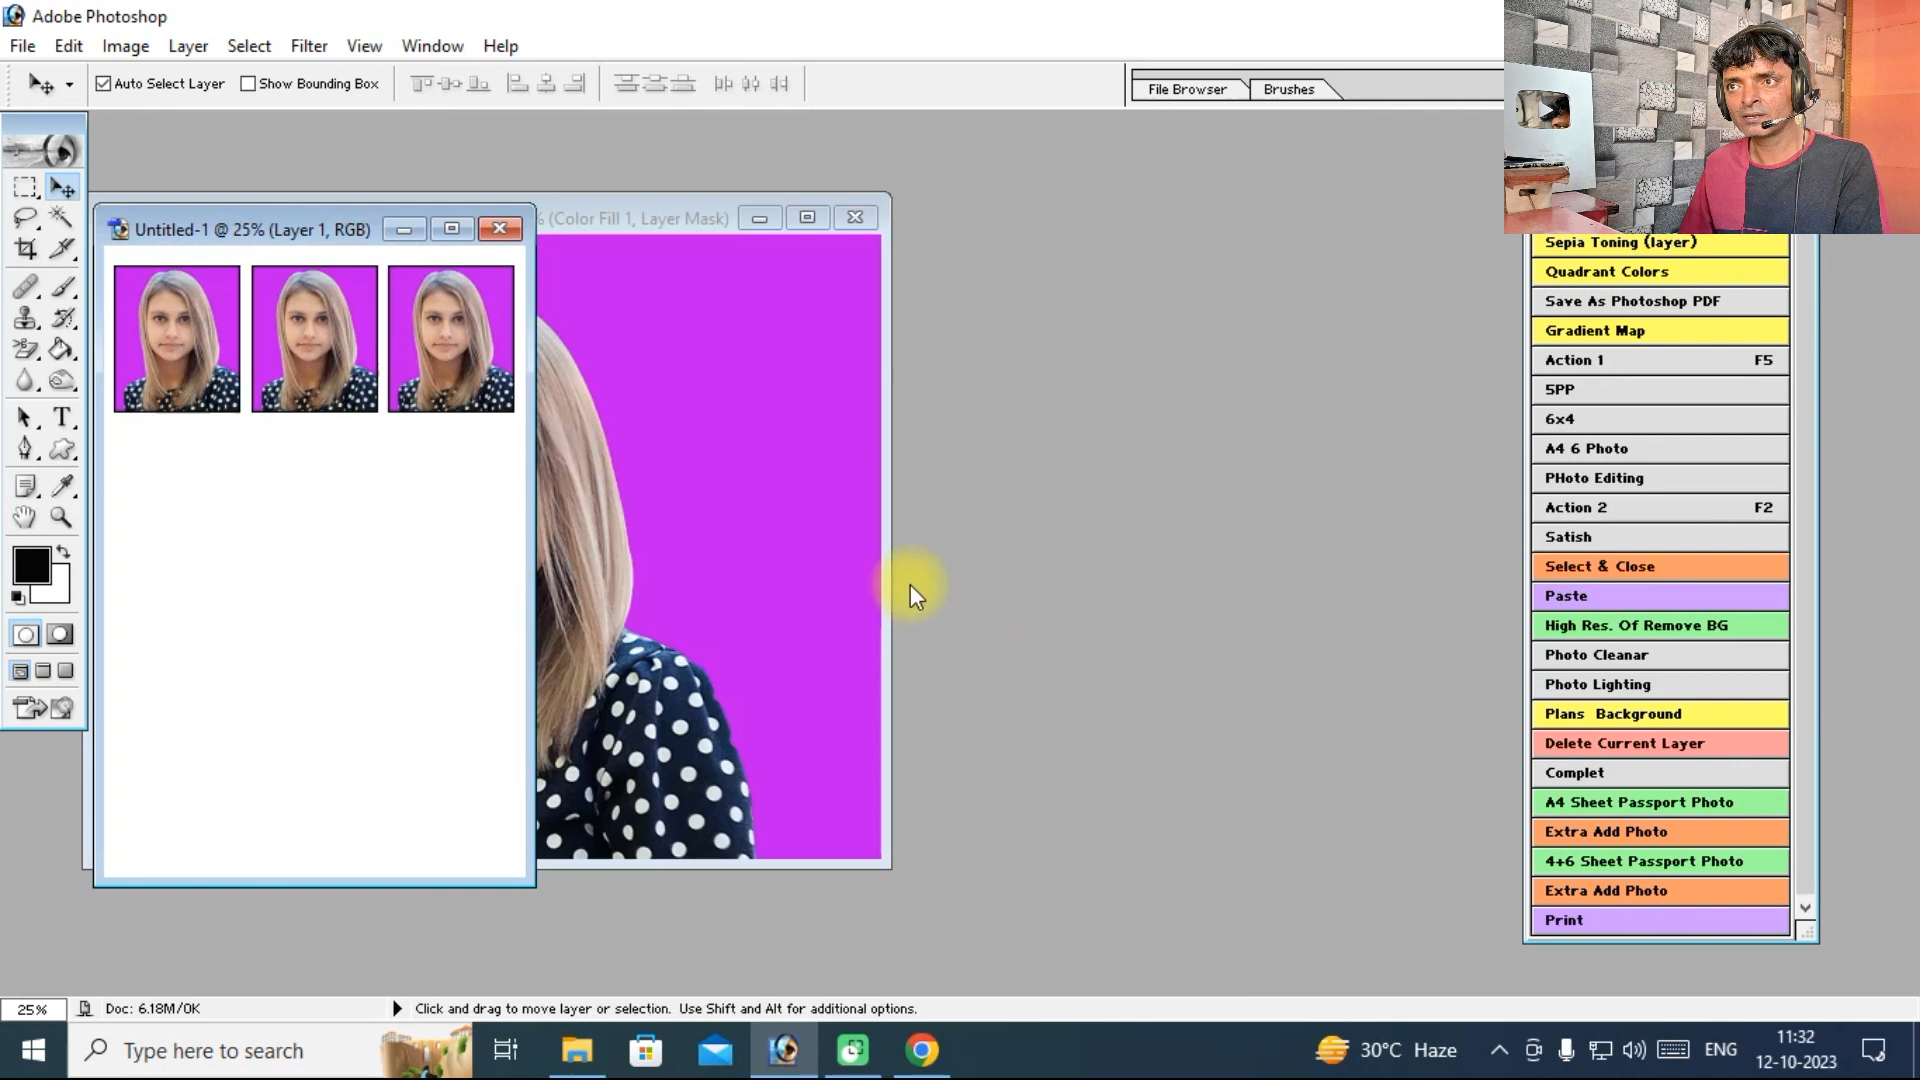 Adobe Photoshop
File Edit Image Layer Select Filter View Window Help
Auto Select Layer Show Bounding Box
File Browser Brushes
Untitled-1 @ 25% (Layer 1, RGB)
% (Color Fill 1, Layer Mask)
Sepia Toning (layer)
Quadrant Colors
Save As Photoshop PDF
Gradient Map
Action 1 F5
5PP
6x4
A4 6 Photo
PHoto Editing
Action 2 F2
Satish
Select & Close
Paste
High Res. Of Remove BG
Photo Cleanar
Photo Lighting
Plans Background
Delete Current Layer
Complet
A4 Sheet Passport Photo
Extra Add Photo
4+6 Sheet Passport Photo
Extra Add Photo
Print
25% Doc: 6.18M/0K Click and drag to move layer or selection. Use Shift and Alt for additional options.
Type here to search
30°C Haze
ENG
11:32
12-10-2023